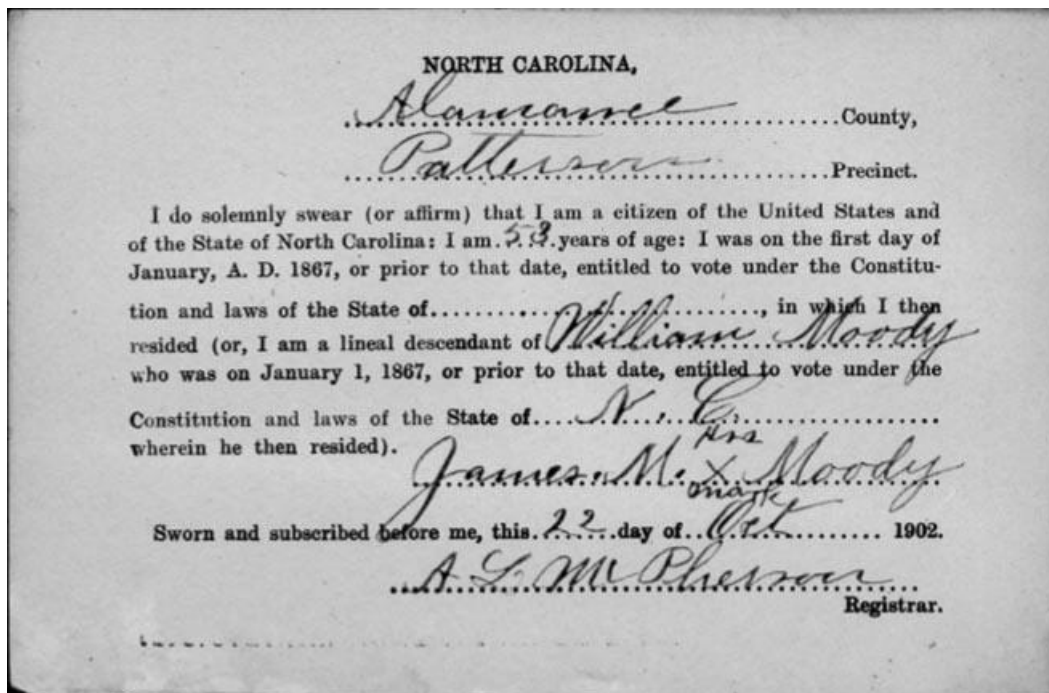 NORTH CAROLINA,
Alamance County,
Patterson Precinct.
I do solemnly swear (or affirm) that I am a citizen of the United States and
of the State of North Carolina: I am 53 years of age: I was on the first day of
January, A. D. 1867, or prior to that date, entitled to vote under the Constitu-
tion and laws of the State of ...................., in which I then
resided (or, I am a lineal descendant of William Moody
who was on January 1, 1867, or prior to that date, entitled to vote under the
Constitution and laws of the State of N. C.
wherein he then resided).
his
James. M. X Moody
mark
Sworn and subscribed before me, this 22 day of Oct 1902.
A L McPherson
Registrar.